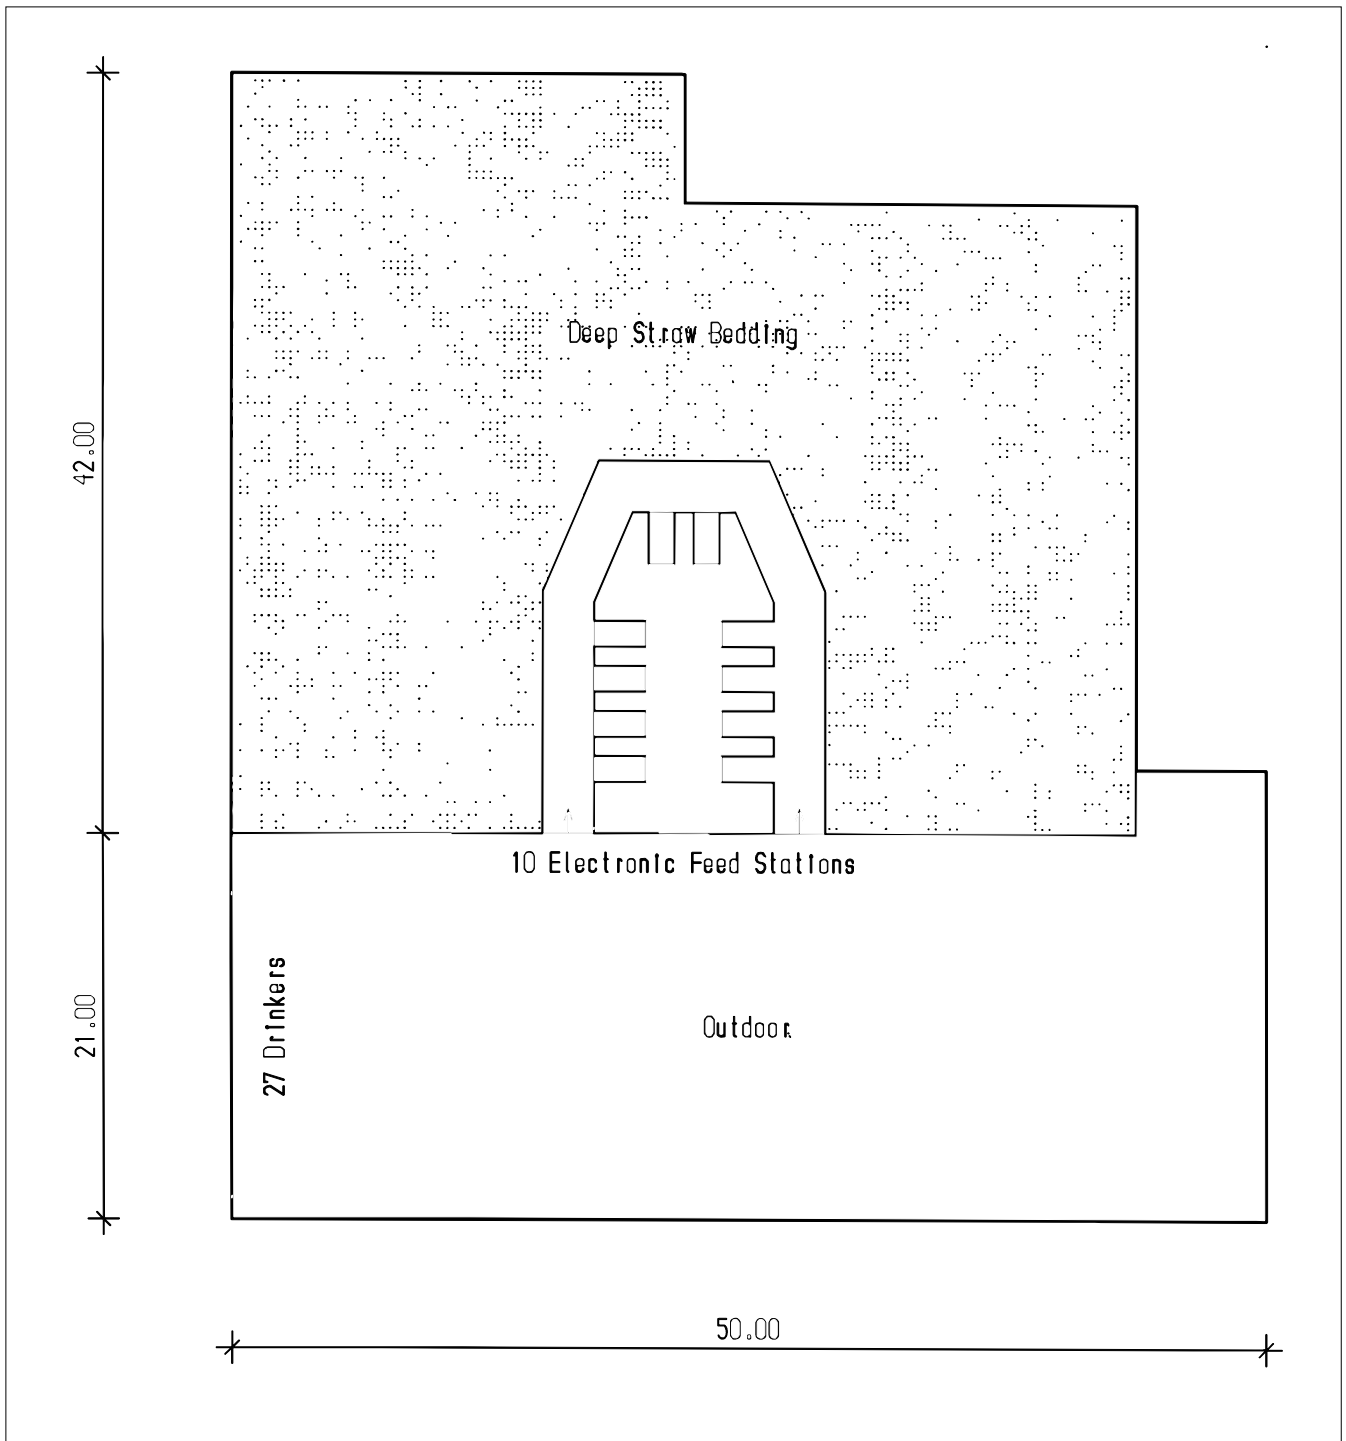 Deep Straw Bedding
42.00
10 Electronic Feed Stations
27 Drinkers
21.00
Outdoor
50.00